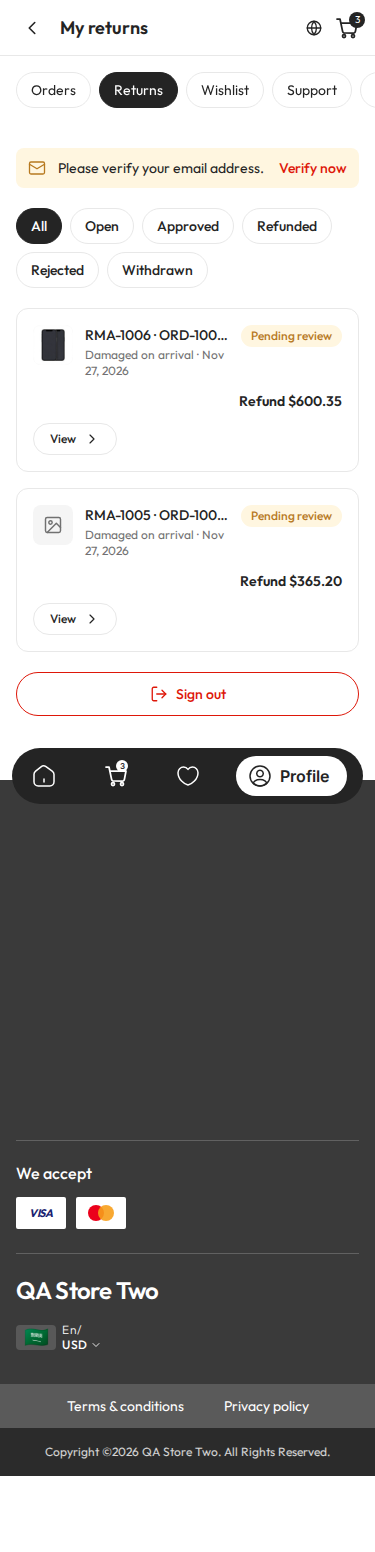 My returns
3
Orders
Returns
Wishlist
Support
Please verify your email address.
Verify now
All
Open
Approved
Refunded
Rejected
Withdrawn
RMA-1006 · ORD-100...
Pending review
Damaged on arrival · Nov
27, 2026
Refund $600.35
View
RMA-1005 · ORD-100...
Pending review
Damaged on arrival · Nov
27, 2026
Refund $365.20
View
Sign out
3
Profile
We accept
VISA
QA Store Two
En/
USD
Terms & conditions
Privacy policy
Copyright ©2026 QA Store Two. All Rights Reserved.